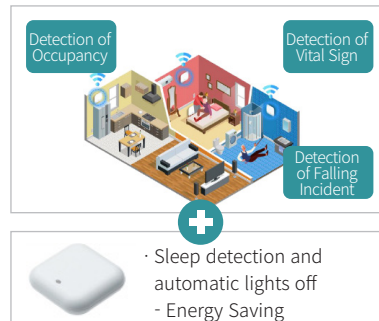 Detection of
Occupancy
Detection of
Vital Sign
Detection
of Falling
Incident
· Sleep detection and
automatic lights off
- Energy Saving